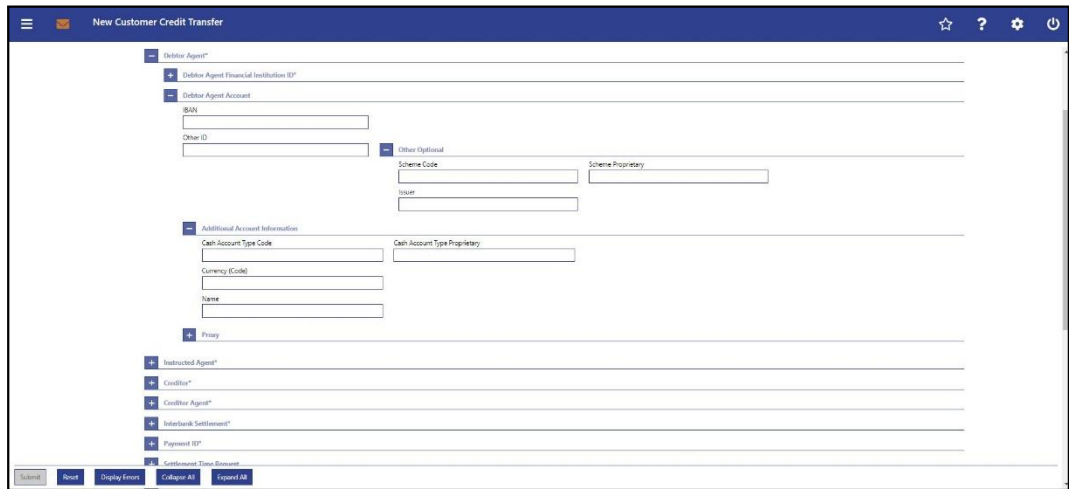 New Customer Credit Transfer
Debtor Agent*
Debtor Agent Financial Institution ID*
Debtor Agent Account
IBAN
Other ID
Other Optional
Scheme Code
Scheme Proprietary
Issuer
Additional Account Information
Cash Account Type Code
Cash Account Type Proprietary
Currency (Code)
Name
Proxy
Instructed Agent*
Creditor*
Creditor Agent*
Interbank Settlement*
Payment ID*
Settlement Time Request
Submit
Reset
Display Errors
Collapse All
Expand All